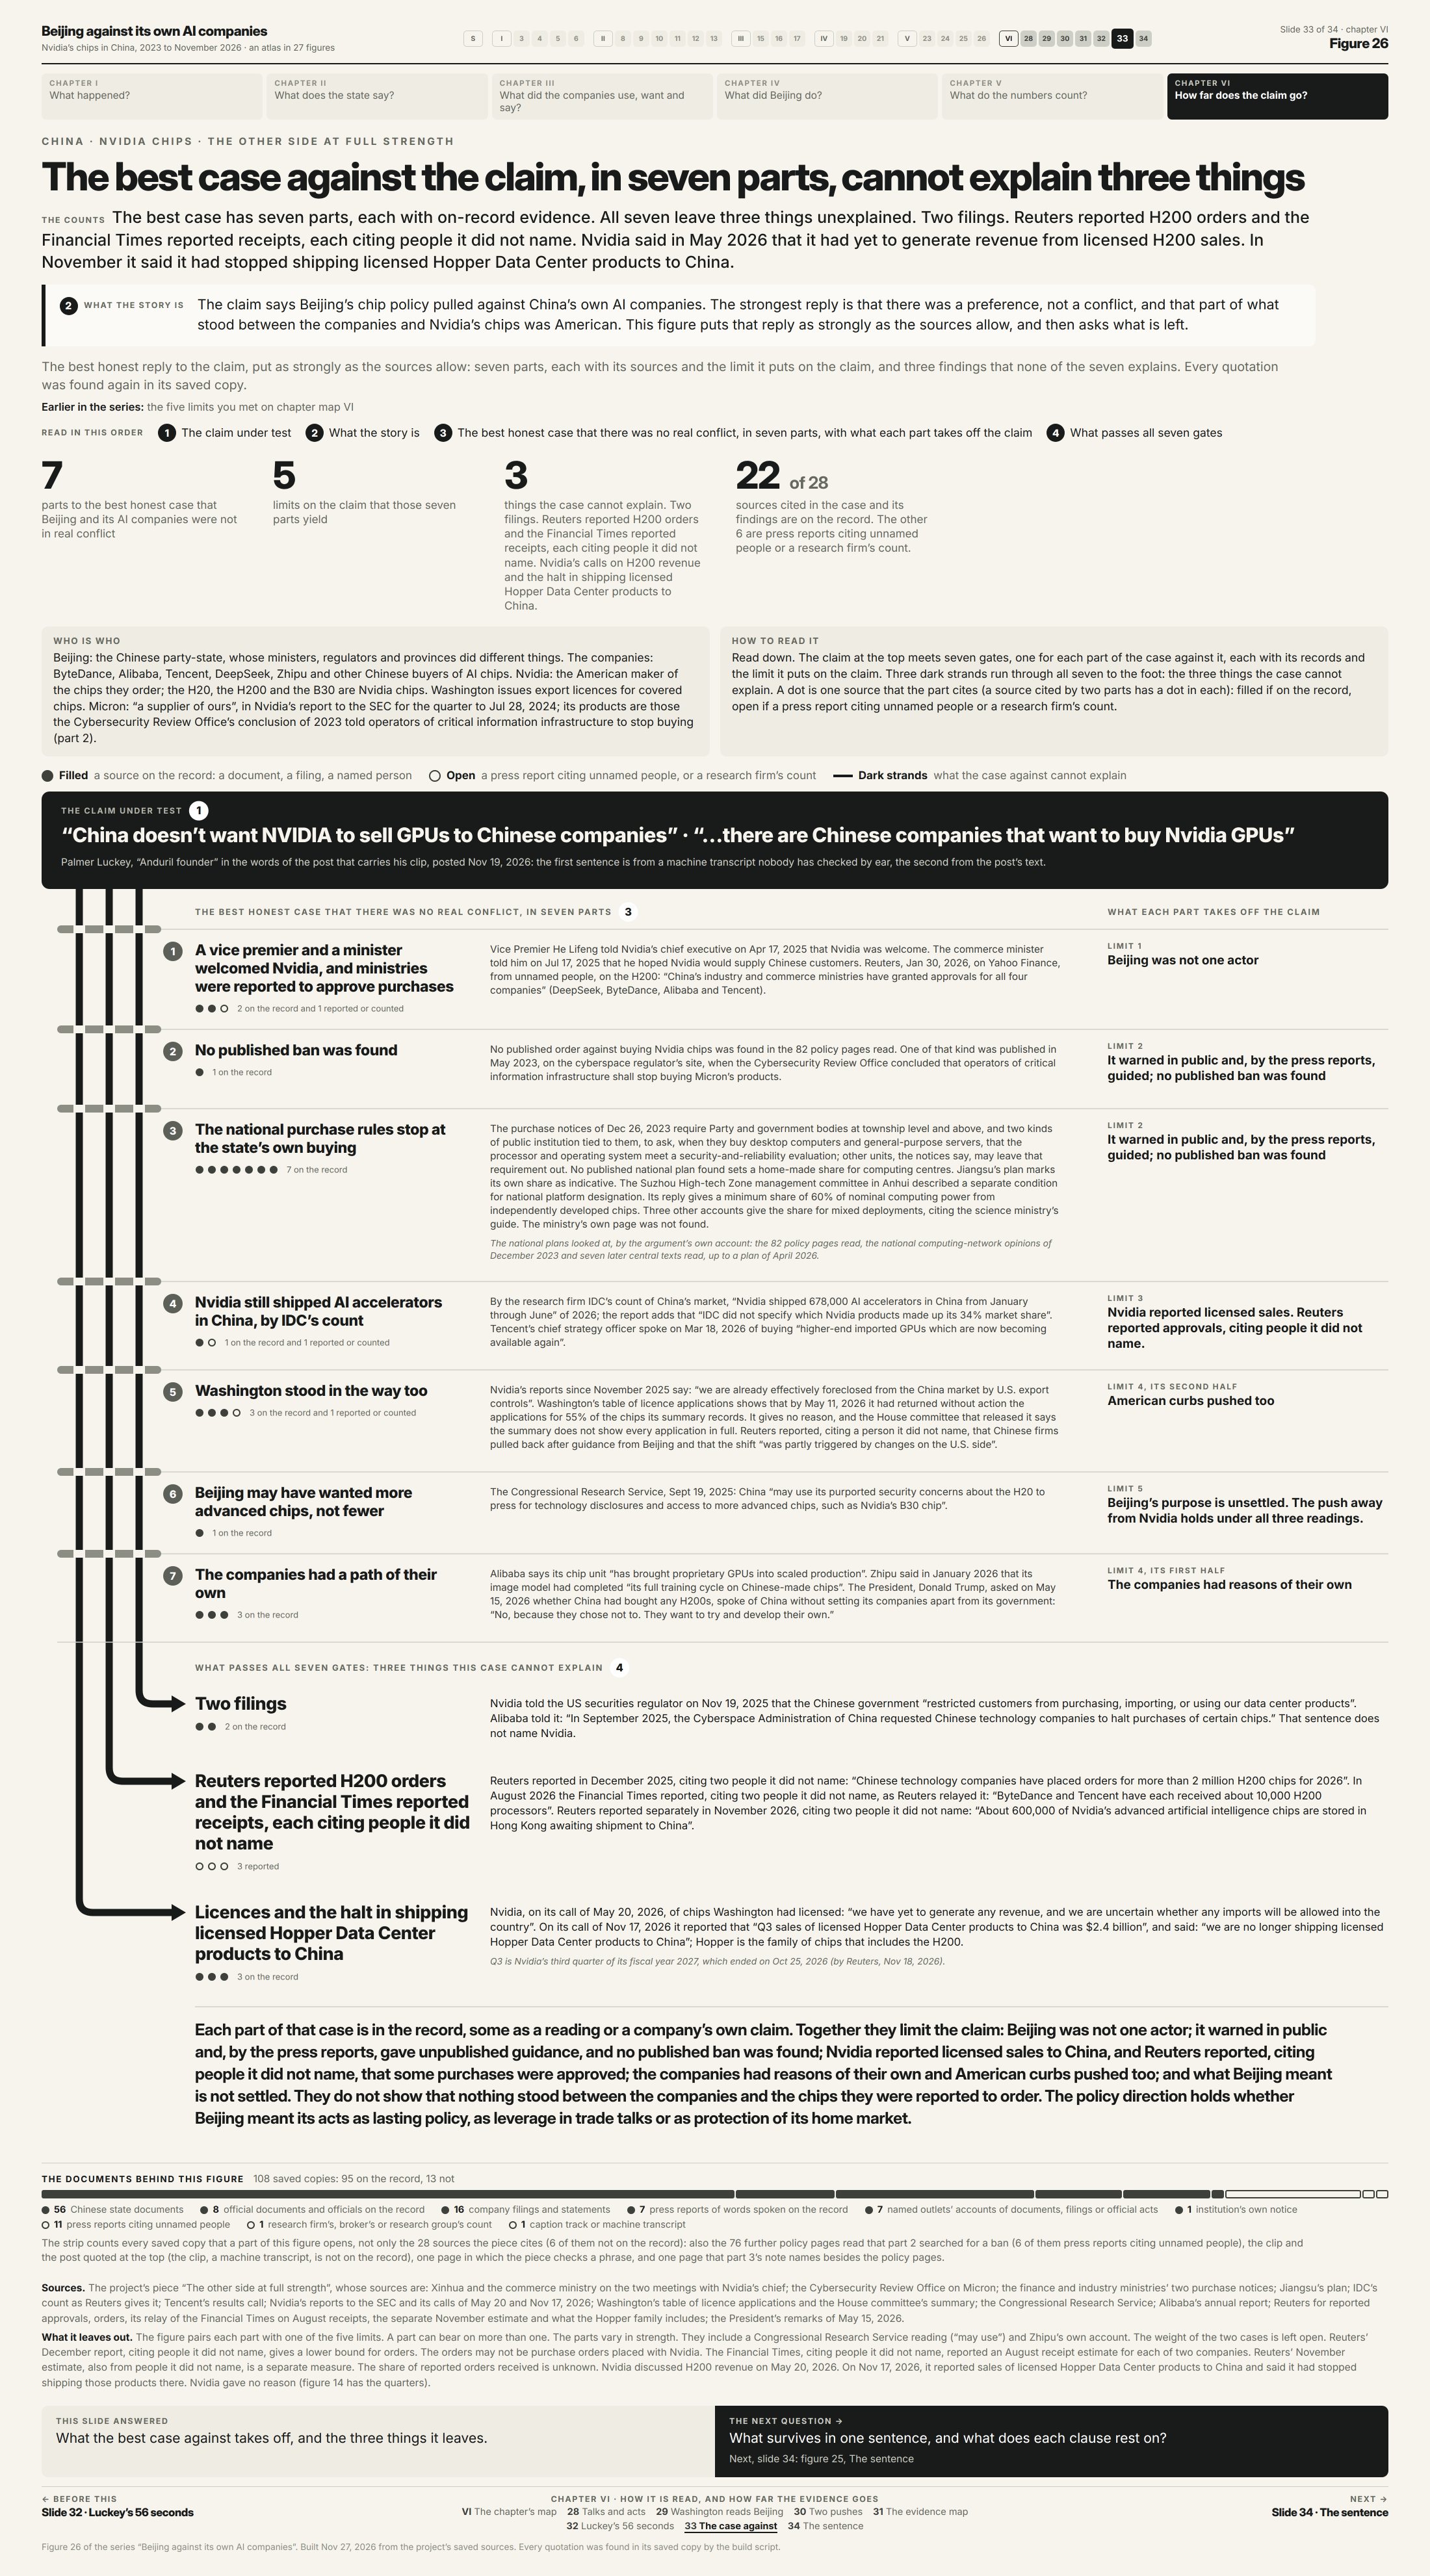 Beijing against its own AI companies
Nvidia’s chips in China, 2023 to November 2026 · an atlas in 27 figures
S I 3 4 5 6 II 8 9 10 11 12 13 III 15 16 17 IV 19 20 21 V 23 24 25 26 VI 28 29 30 31 32 33 34
Slide 33 of 34 · chapter VI
Figure 26
CHAPTER I
What happened?
CHAPTER II
What does the state say?
CHAPTER III
What did the companies use, want and
say?
CHAPTER IV
What did Beijing do?
CHAPTER V
What do the numbers count?
CHAPTER VI
How far does the claim go?
CHINA · NVIDIA CHIPS · THE OTHER SIDE AT FULL STRENGTH
The best case against the claim, in seven parts, cannot explain three things
THE COUNTS The best case has seven parts, each with on-record evidence. All seven leave three things unexplained. Two filings. Reuters reported H200 orders and the
Financial Times reported receipts, each citing people it did not name. Nvidia said in May 2026 that it had yet to generate revenue from licensed H200 sales. In
November it said it had stopped shipping licensed Hopper Data Center products to China.
2 WHAT THE STORY IS The claim says Beijing’s chip policy pulled against China’s own AI companies. The strongest reply is that there was a preference, not a conflict, and that part of what
stood between the companies and Nvidia’s chips was American. This figure puts that reply as strongly as the sources allow, and then asks what is left.
The best honest reply to the claim, put as strongly as the sources allow: seven parts, each with its sources and the limit it puts on the claim, and three findings that none of the seven explains. Every quotation
was found again in its saved copy.
Earlier in the series: the five limits you met on chapter map VI
READ IN THIS ORDER 1 The claim under test 2 What the story is 3 The best honest case that there was no real conflict, in seven parts, with what each part takes off the claim 4 What passes all seven gates
7
parts to the best honest case that
Beijing and its AI companies were not
in real conflict
5
limits on the claim that those seven
parts yield
3
things the case cannot explain. Two
filings. Reuters reported H200 orders
and the Financial Times reported
receipts, each citing people it did not
name. Nvidia’s calls on H200 revenue
and the halt in shipping licensed
Hopper Data Center products to
China.
22 of 28
sources cited in the case and its
findings are on the record. The other
6 are press reports citing unnamed
people or a research firm’s count.
WHO IS WHO
Beijing: the Chinese party-state, whose ministers, regulators and provinces did different things. The companies:
ByteDance, Alibaba, Tencent, DeepSeek, Zhipu and other Chinese buyers of AI chips. Nvidia: the American maker of
the chips they order; the H20, the H200 and the B30 are Nvidia chips. Washington issues export licences for covered
chips. Micron: “a supplier of ours”, in Nvidia’s report to the SEC for the quarter to Jul 28, 2024; its products are those
the Cybersecurity Review Office’s conclusion of 2023 told operators of critical information infrastructure to stop buying
(part 2).
HOW TO READ IT
Read down. The claim at the top meets seven gates, one for each part of the case against it, each with its records and
the limit it puts on the claim. Three dark strands run through all seven to the foot: the three things the case cannot
explain. A dot is one source that the part cites (a source cited by two parts has a dot in each): filled if on the record,
open if a press report citing unnamed people or a research firm’s count.
Filled a source on the record: a document, a filing, a named person Open a press report citing unnamed people, or a research firm’s count Dark strands what the case against cannot explain
THE CLAIM UNDER TEST 1
“China doesn’t want NVIDIA to sell GPUs to Chinese companies” · “…there are Chinese companies that want to buy Nvidia GPUs”
Palmer Luckey, “Anduril founder” in the words of the post that carries his clip, posted Nov 19, 2026: the first sentence is from a machine transcript nobody has checked by ear, the second from the post’s text.
THE BEST HONEST CASE THAT THERE WAS NO REAL CONFLICT, IN SEVEN PARTS 3
WHAT EACH PART TAKES OFF THE CLAIM
1 A vice premier and a minister
welcomed Nvidia, and ministries
were reported to approve purchases
2 on the record and 1 reported or counted
Vice Premier He Lifeng told Nvidia’s chief executive on Apr 17, 2025 that Nvidia was welcome. The commerce minister
told him on Jul 17, 2025 that he hoped Nvidia would supply Chinese customers. Reuters, Jan 30, 2026, on Yahoo Finance,
from unnamed people, on the H200: “China’s industry and commerce ministries have granted approvals for all four
companies” (DeepSeek, ByteDance, Alibaba and Tencent).
LIMIT 1
Beijing was not one actor
2 No published ban was found
1 on the record
No published order against buying Nvidia chips was found in the 82 policy pages read. One of that kind was published in
May 2023, on the cyberspace regulator’s site, when the Cybersecurity Review Office concluded that operators of critical
information infrastructure shall stop buying Micron’s products.
LIMIT 2
It warned in public and, by the press reports,
guided; no published ban was found
3 The national purchase rules stop at
the state’s own buying
7 on the record
The purchase notices of Dec 26, 2023 require Party and government bodies at township level and above, and two kinds
of public institution tied to them, to ask, when they buy desktop computers and general-purpose servers, that the
processor and operating system meet a security-and-reliability evaluation; other units, the notices say, may leave that
requirement out. No published national plan found sets a home-made share for computing centres. Jiangsu’s plan marks
its own share as indicative. The Suzhou High-tech Zone management committee in Anhui described a separate condition
for national platform designation. Its reply gives a minimum share of 60% of nominal computing power from
independently developed chips. Three other accounts give the share for mixed deployments, citing the science ministry’s
guide. The ministry’s own page was not found.
The national plans looked at, by the argument’s own account: the 82 policy pages read, the national computing-network opinions of
December 2023 and seven later central texts read, up to a plan of April 2026.
LIMIT 2
It warned in public and, by the press reports,
guided; no published ban was found
4 Nvidia still shipped AI accelerators
in China, by IDC’s count
1 on the record and 1 reported or counted
By the research firm IDC’s count of China’s market, “Nvidia shipped 678,000 AI accelerators in China from January
through June” of 2026; the report adds that “IDC did not specify which Nvidia products made up its 34% market share”.
Tencent’s chief strategy officer spoke on Mar 18, 2026 of buying “higher-end imported GPUs which are now becoming
available again”.
LIMIT 3
Nvidia reported licensed sales. Reuters
reported approvals, citing people it did not
name.
5 Washington stood in the way too
3 on the record and 1 reported or counted
Nvidia’s reports since November 2025 say: “we are already effectively foreclosed from the China market by U.S. export
controls”. Washington’s table of licence applications shows that by May 11, 2026 it had returned without action the
applications for 55% of the chips its summary records. It gives no reason, and the House committee that released it says
the summary does not show every application in full. Reuters reported, citing a person it did not name, that Chinese firms
pulled back after guidance from Beijing and that the shift “was partly triggered by changes on the U.S. side”.
LIMIT 4, ITS SECOND HALF
American curbs pushed too
6 Beijing may have wanted more
advanced chips, not fewer
1 on the record
The Congressional Research Service, Sept 19, 2025: China “may use its purported security concerns about the H20 to
press for technology disclosures and access to more advanced chips, such as Nvidia’s B30 chip”.
LIMIT 5
Beijing’s purpose is unsettled. The push away
from Nvidia holds under all three readings.
7 The companies had a path of their
own
3 on the record
Alibaba says its chip unit “has brought proprietary GPUs into scaled production”. Zhipu said in January 2026 that its
image model had completed “its full training cycle on Chinese-made chips”. The President, Donald Trump, asked on May
15, 2026 whether China had bought any H200s, spoke of China without setting its companies apart from its government:
“No, because they chose not to. They want to try and develop their own.”
LIMIT 4, ITS FIRST HALF
The companies had reasons of their own
WHAT PASSES ALL SEVEN GATES: THREE THINGS THIS CASE CANNOT EXPLAIN 4
Two filings
2 on the record
Nvidia told the US securities regulator on Nov 19, 2025 that the Chinese government “restricted customers from purchasing, importing, or using our data center products”.
Alibaba told it: “In September 2025, the Cyberspace Administration of China requested Chinese technology companies to halt purchases of certain chips.” That sentence does
not name Nvidia.
Reuters reported H200 orders
and the Financial Times reported
receipts, each citing people it did
not name
3 reported
Reuters reported in December 2025, citing two people it did not name: “Chinese technology companies have placed orders for more than 2 million H200 chips for 2026”. In
August 2026 the Financial Times reported, citing two people it did not name, as Reuters relayed it: “ByteDance and Tencent have each received about 10,000 H200
processors”. Reuters reported separately in November 2026, citing two people it did not name: “About 600,000 of Nvidia’s advanced artificial intelligence chips are stored in
Hong Kong awaiting shipment to China”.
Licences and the halt in shipping
licensed Hopper Data Center
products to China
3 on the record
Nvidia, on its call of May 20, 2026, of chips Washington had licensed: “we have yet to generate any revenue, and we are uncertain whether any imports will be allowed into the
country”. On its call of Nov 17, 2026 it reported that “Q3 sales of licensed Hopper Data Center products to China was $2.4 billion”, and said: “we are no longer shipping licensed
Hopper Data Center products to China”; Hopper is the family of chips that includes the H200.
Q3 is Nvidia’s third quarter of its fiscal year 2027, which ended on Oct 25, 2026 (by Reuters, Nov 18, 2026).
Each part of that case is in the record, some as a reading or a company’s own claim. Together they limit the claim: Beijing was not one actor; it warned in public
and, by the press reports, gave unpublished guidance, and no published ban was found; Nvidia reported licensed sales to China, and Reuters reported, citing
people it did not name, that some purchases were approved; the companies had reasons of their own and American curbs pushed too; and what Beijing meant
is not settled. They do not show that nothing stood between the companies and the chips they were reported to order. The policy direction holds whether
Beijing meant its acts as lasting policy, as leverage in trade talks or as protection of its home market.
THE DOCUMENTS BEHIND THIS FIGURE 108 saved copies: 95 on the record, 13 not
56 Chinese state documents 8 official documents and officials on the record 16 company filings and statements 7 press reports of words spoken on the record 7 named outlets’ accounts of documents, filings or official acts 1 institution’s own notice
11 press reports citing unnamed people 1 research firm’s, broker’s or research group’s count 1 caption track or machine transcript
The strip counts every saved copy that a part of this figure opens, not only the 28 sources the piece cites (6 of them not on the record): also the 76 further policy pages read that part 2 searched for a ban (6 of them press reports citing unnamed people), the clip and
the post quoted at the top (the clip, a machine transcript, is not on the record), one page in which the piece checks a phrase, and one page that part 3’s note names besides the policy pages.
Sources. The project’s piece “The other side at full strength”, whose sources are: Xinhua and the commerce ministry on the two meetings with Nvidia’s chief; the Cybersecurity Review Office on Micron; the finance and industry ministries’ two purchase notices; Jiangsu’s plan; IDC’s
count as Reuters gives it; Tencent’s results call; Nvidia’s reports to the SEC and its calls of May 20 and Nov 17, 2026; Washington’s table of licence applications and the House committee’s summary; the Congressional Research Service; Alibaba’s annual report; Reuters for reported
approvals, orders, its relay of the Financial Times on August receipts, the separate November estimate and what the Hopper family includes; the President’s remarks of May 15, 2026.
What it leaves out. The figure pairs each part with one of the five limits. A part can bear on more than one. The parts vary in strength. They include a Congressional Research Service reading (“may use”) and Zhipu’s own account. The weight of the two cases is left open. Reuters’
December report, citing people it did not name, gives a lower bound for orders. The orders may not be purchase orders placed with Nvidia. The Financial Times, citing people it did not name, reported an August receipt estimate for each of two companies. Reuters’ November
estimate, also from people it did not name, is a separate measure. The share of reported orders received is unknown. Nvidia discussed H200 revenue on May 20, 2026. On Nov 17, 2026, it reported sales of licensed Hopper Data Center products to China and said it had stopped
shipping those products there. Nvidia gave no reason (figure 14 has the quarters).
THIS SLIDE ANSWERED
What the best case against takes off, and the three things it leaves.
THE NEXT QUESTION →
What survives in one sentence, and what does each clause rest on?
Next, slide 34: figure 25, The sentence
← BEFORE THIS
Slide 32 · Luckey’s 56 seconds
CHAPTER VI · HOW IT IS READ, AND HOW FAR THE EVIDENCE GOES
VI The chapter’s map 28 Talks and acts 29 Washington reads Beijing 30 Two pushes 31 The evidence map
32 Luckey’s 56 seconds 33 The case against 34 The sentence
NEXT →
Slide 34 · The sentence
Figure 26 of the series “Beijing against its own AI companies”. Built Nov 27, 2026 from the project’s saved sources. Every quotation was found in its saved copy by the build script.